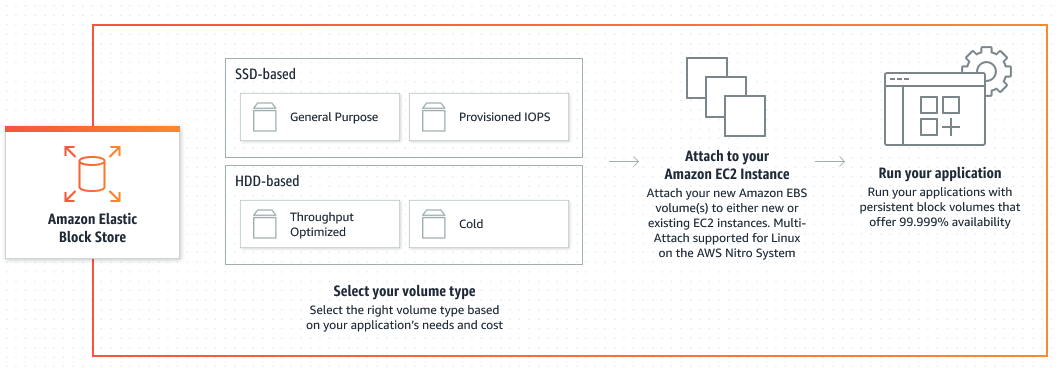 Amazon Elastic
Block Store
SSD-based
General Purpose
Provisioned IOPS
HDD-based
Throughput
Optimized
Cold
Select your volume type
Select the right volume type based
on your application's needs and cost
Attach to your
Amazon EC2 Instance
Attach your new Amazon EBS
volume(s) to either new or
existing EC2 instances. Multi-
Attach supported for Linux
on the AWS Nitro System
Run your application
Run your applications with
persistent block volumes that
offer 99.999% availability